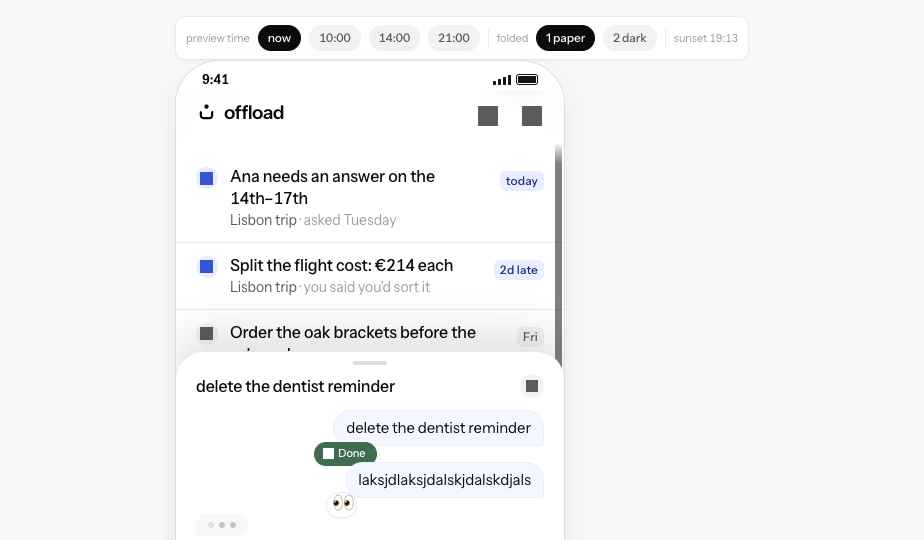 preview time now 10:00 14:00 21:00 folded 1 paper 2 dark sunset 19:13
9:41
offload
Ana needs an answer on the
14th–17th
today
Lisbon trip · asked Tuesday
Split the flight cost: €214 each
2d late
Lisbon trip · you said you'd sort it
Order the oak brackets before the
Fri
delete the dentist reminder
delete the dentist reminder
Done
laksjdlaksjdalskjdalskdjals